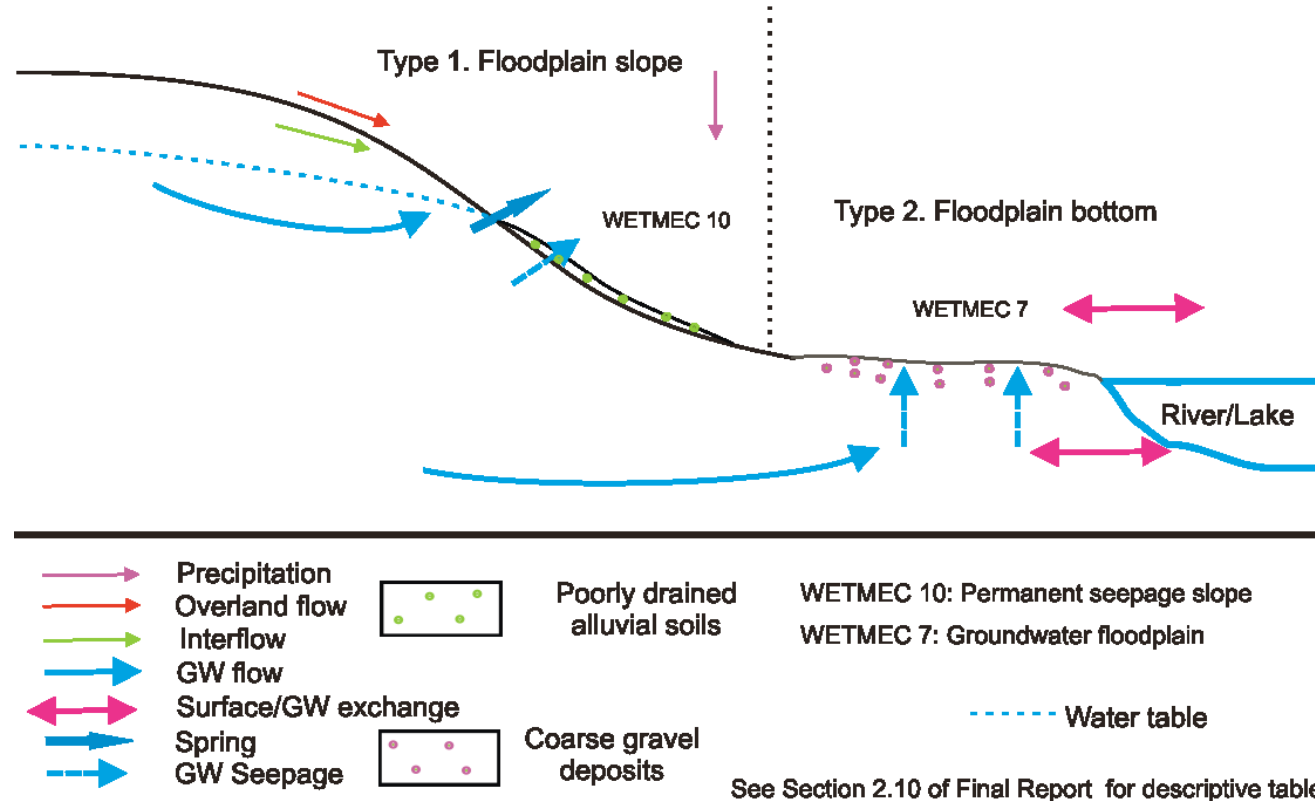 Type 1. Floodplain slope
WETMEC 10
Type 2. Floodplain bottom
WETMEC 7
River/Lake
Precipitation
Overland flow
Interflow
GW flow
Surface/GW exchange
Spring
GW Seepage
Poorly drained
alluvial soils
Coarse gravel
deposits
WETMEC 10: Permanent seepage slope
WETMEC 7: Groundwater floodplain
Water table
See Section 2.10 of Final Report for descriptive table